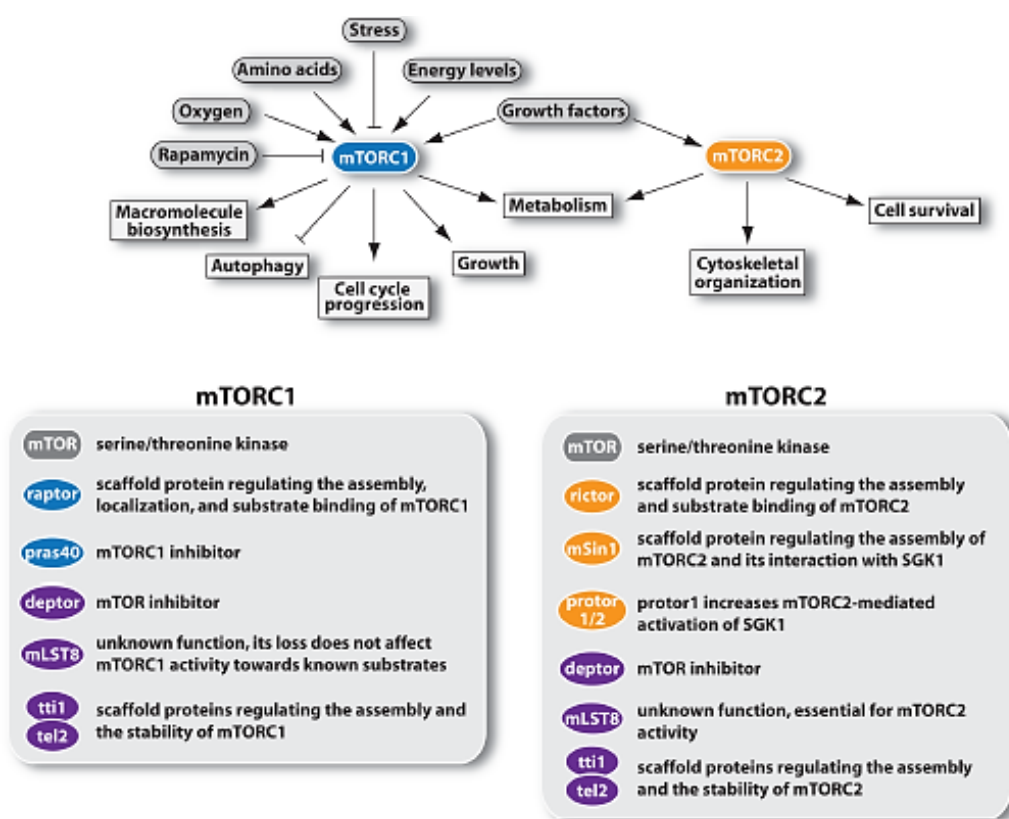 Stress
Amino acids
Energy levels
Oxygen
Growth factors
Rapamycin
mTORC1
mTORC2
Macromolecule
biosynthesis
Autophagy
Cell cycle
progression
Growth
Metabolism
Cytoskeletal
organization
Cell survival
mTORC1
mTOR
serine/threonine kinase
raptor
scaffold protein regulating the assembly,
localization, and substrate binding of mTORC1
pras40
mTORC1 inhibitor
deptor
mTOR inhibitor
mLST8
unknown function, its loss does not affect
mTORC1 activity towards known substrates
tti1
tel2
scaffold proteins regulating the assembly and
the stability of mTORC1
mTORC2
mTOR
serine/threonine kinase
rictor
scaffold protein regulating the assembly
and substrate binding of mTORC2
mSin1
scaffold protein regulating the assembly of
mTORC2 and its interaction with SGK1
protor
1/2
protor1 increases mTORC2-mediated
activation of SGK1
deptor
mTOR inhibitor
mLST8
unknown function, essential for mTORC2
activity
tti1
tel2
scaffold proteins regulating the assembly
and the stability of mTORC2